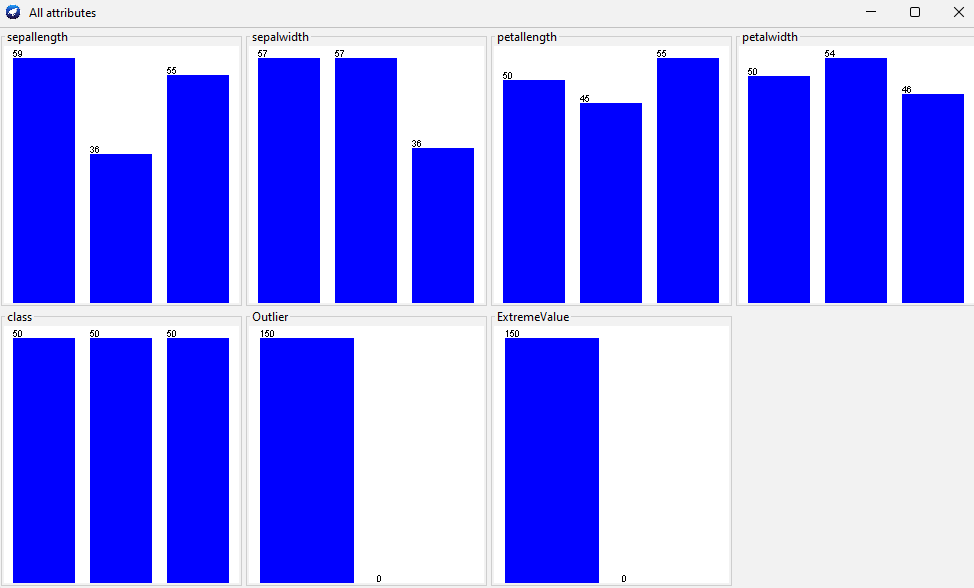 All attributes
sepallength
59
36
55
sepalwidth
57
57
36
petallength
50
45
55
petalwidth
50
54
46
class
50
50
50
Outlier
150
0
ExtremeValue
150
0